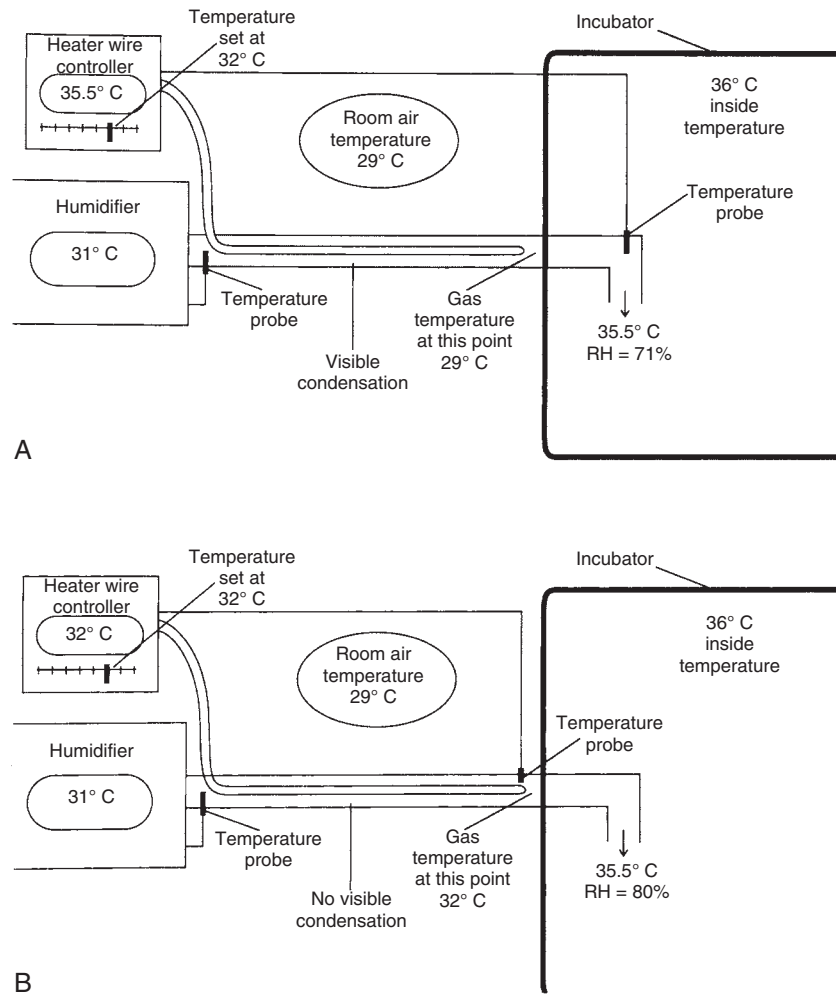 Temperature
set at
32° C
Heater wire
controller
35.5° C
Incubator
36° C
inside
temperature
Room air
temperature
29° C
Temperature
probe
Humidifier
31° C
Temperature
probe
Gas
temperature
at this point
29° C
Visible
condensation
35.5° C
RH = 71%
A
Temperature
set at
32° C
Heater wire
controller
32° C
Incubator
36° C
inside
temperature
Room air
temperature
29° C
Temperature
probe
Humidifier
31° C
Temperature
probe
Gas
temperature
at this point
32° C
No visible
condensation
35.5° C
RH = 80%
B